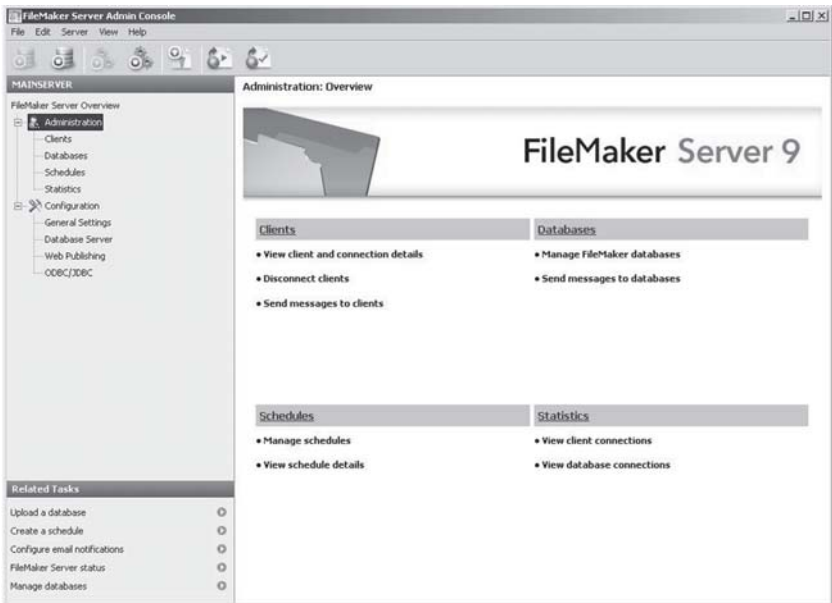 FileMaker Server Admin Console
File Edit Server View Help
MAINSERVER
FileMaker Server Overview
Administration
Clients
Databases
Schedules
Statistics
Configuration
General Settings
Database Server
Web Publishing
ODBC/JDBC
Related Tasks
Upload a database
Create a schedule
Configure email notifications
FileMaker Server status
Manage databases
Administration: Overview
FileMaker Server 9
Clients
• View client and connection details
• Disconnect clients
• Send messages to clients
Databases
• Manage FileMaker databases
• Send messages to databases
Schedules
• Manage schedules
• View schedule details
Statistics
• View client connections
• View database connections